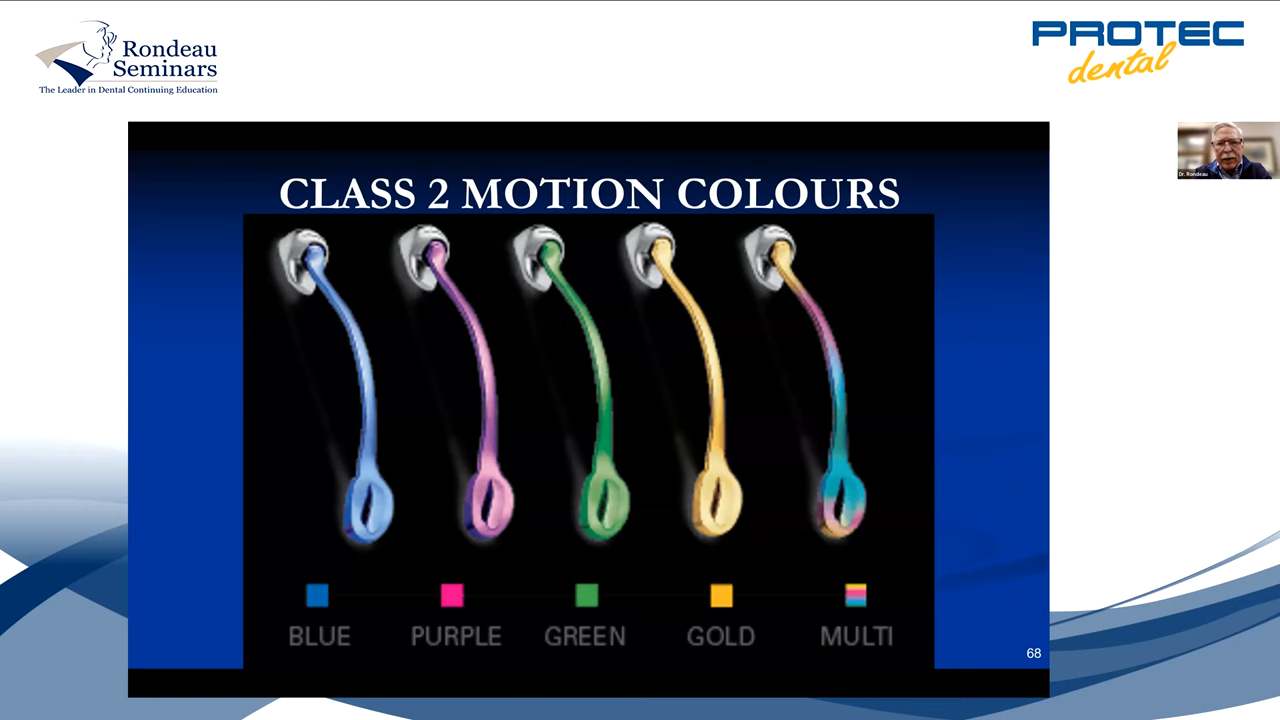 Rondeau
Seminars
The Leader in Dental Continuing Education
PROTEC
dental
Dr. Rondeau
CLASS 2 MOTION COLOURS
BLUE
PURPLE
GREEN
GOLD
MULTI
68